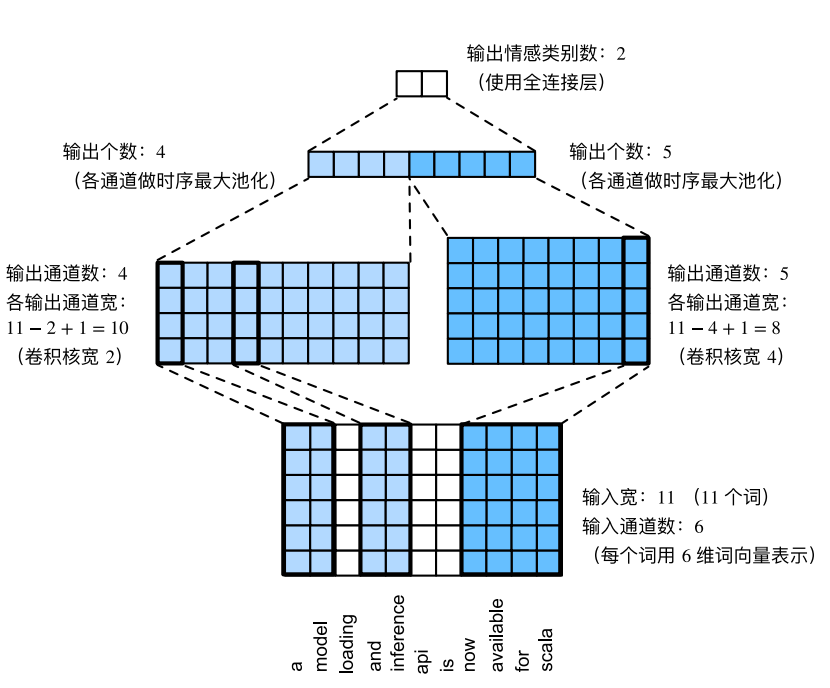 输出情感类别数：2
（使用全连接层）
输出个数：4
（各通道做时序最大池化）
输出个数：5
（各通道做时序最大池化）
输出通道数：4
各输出通道宽：
11 − 2 + 1 = 10
（卷积核宽 2）
输出通道数：5
各输出通道宽：
11 − 4 + 1 = 8
（卷积核宽 4）
输入宽：11 （11 个词）
输入通道数：6
（每个词用 6 维词向量表示）
a
model
loading
and
inference
api
is
now
available
for
scala